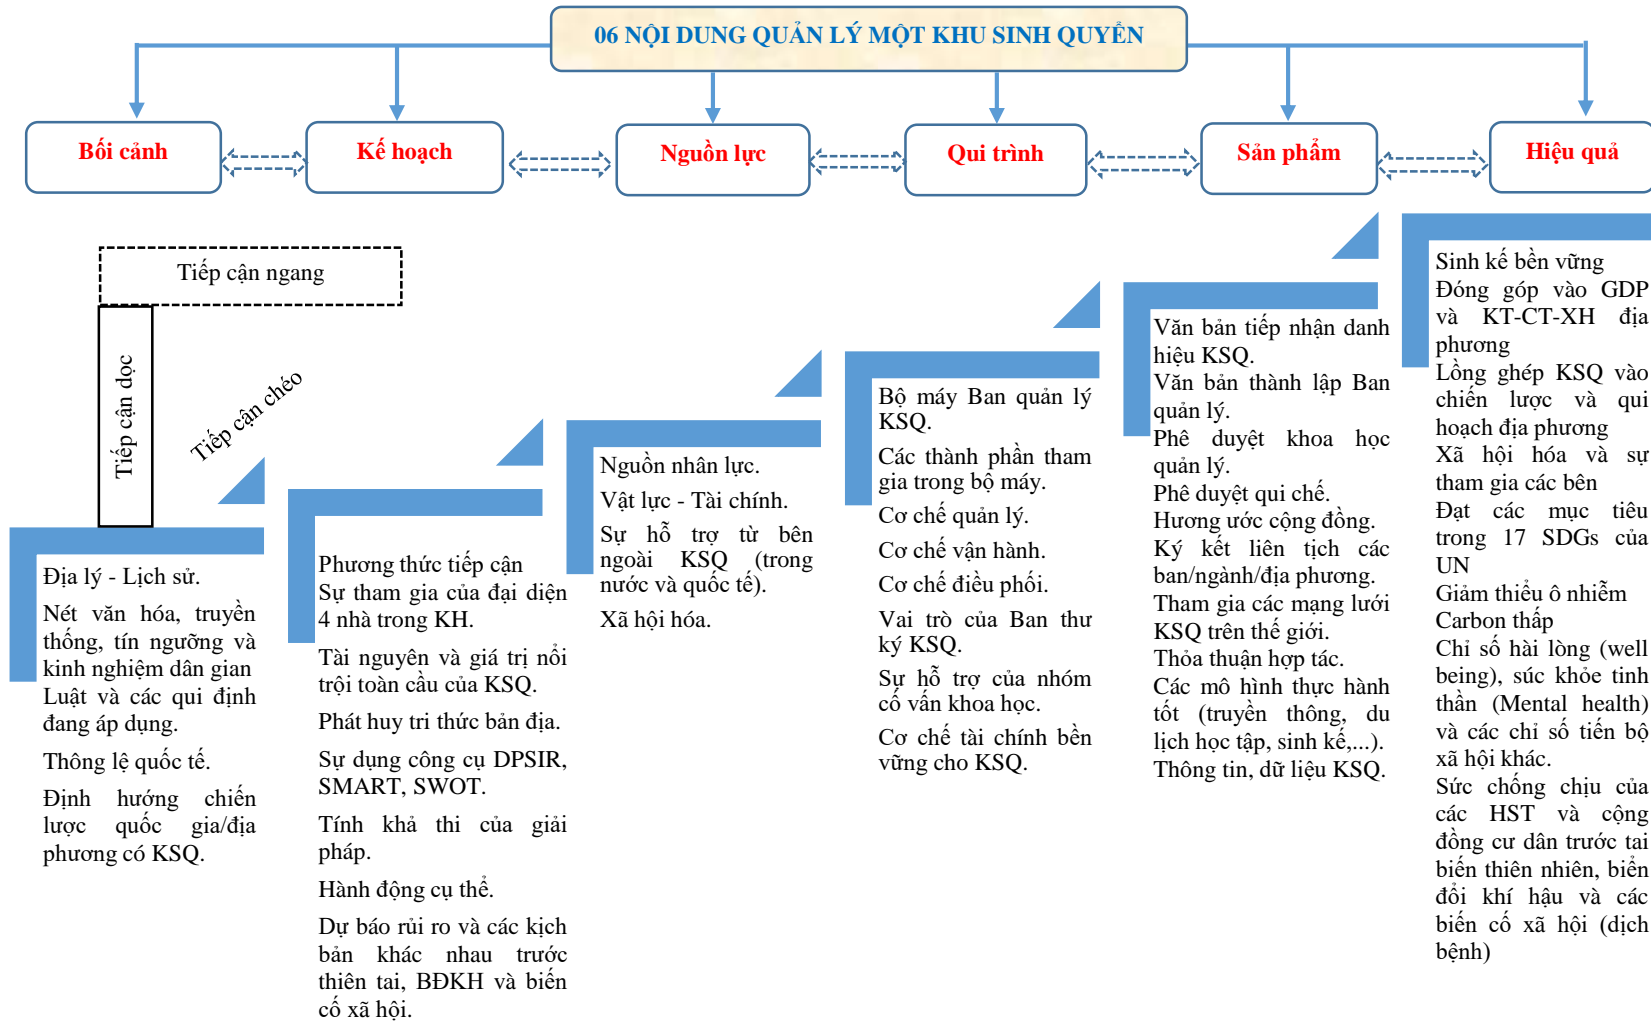 06 NỘI DUNG QUẢN LÝ MỘT KHU SINH QUYỂN
Bối cảnh
Kế hoạch
Nguồn lực
Qui trình
Sản phẩm
Hiệu quả
Tiếp cận ngang
Tiếp cận dọc
Tiếp cận chéo
Địa lý - Lịch sử.
Nét văn hóa, truyền
thống, tín ngưỡng và
kinh nghiệm dân gian
Luật và các qui định
đang áp dụng.
Thông lệ quốc tế.
Định hướng chiến
lược quốc gia/địa
phương có KSQ.
Phương thức tiếp cận
Sự tham gia của đại diện
4 nhà trong KH.
Tài nguyên và giá trị nổi
trội toàn cầu của KSQ.
Phát huy tri thức bản địa.
Sự dụng công cụ DPSIR,
SMART, SWOT.
Tính khả thi của giải
pháp.
Hành động cụ thể.
Dự báo rủi ro và các kịch
bản khác nhau trước
thiên tai, BĐKH và biến
cố xã hội.
Nguồn nhân lực.
Vật lực - Tài chính.
Sự hỗ trợ từ bên
ngoài KSQ (trong
nước và quốc tế).
Xã hội hóa.
Bộ máy Ban quản lý
KSQ.
Các thành phần tham
gia trong bộ máy.
Cơ chế quản lý.
Cơ chế vận hành.
Cơ chế điều phối.
Vai trò của Ban thư
ký KSQ.
Sự hỗ trợ của nhóm
cố vấn khoa học.
Cơ chế tài chính bền
vững cho KSQ.
Văn bản tiếp nhận danh
hiệu KSQ.
Văn bản thành lập Ban
quản lý.
Phê duyệt khoa học
quản lý.
Phê duyệt qui chế.
Hương ước cộng đồng.
Ký kết liên tịch các
ban/ngành/địa phương.
Tham gia các mạng lưới
KSQ trên thế giới.
Thỏa thuận hợp tác.
Các mô hình thực hành
tốt (truyền thông, du
lịch học tập, sinh kế,...).
Thông tin, dữ liệu KSQ.
Sinh kế bền vững
Đóng góp vào GDP
và KT-CT-XH địa
phương
Lồng ghép KSQ vào
chiến lược và qui
hoạch địa phương
Xã hội hóa và sự
tham gia các bên
Đạt các mục tiêu
trong 17 SDGs của
UN
Giảm thiểu ô nhiễm
Carbon thấp
Chỉ số hài lòng (well
being), súc khỏe tinh
thần (Mental health)
và các chỉ số tiến bộ
xã hội khác.
Sức chống chịu của
các HST và cộng
đồng cư dân trước tai
biến thiên nhiên, biển
đổi khí hậu và các
biến cố xã hội (dịch
bệnh)